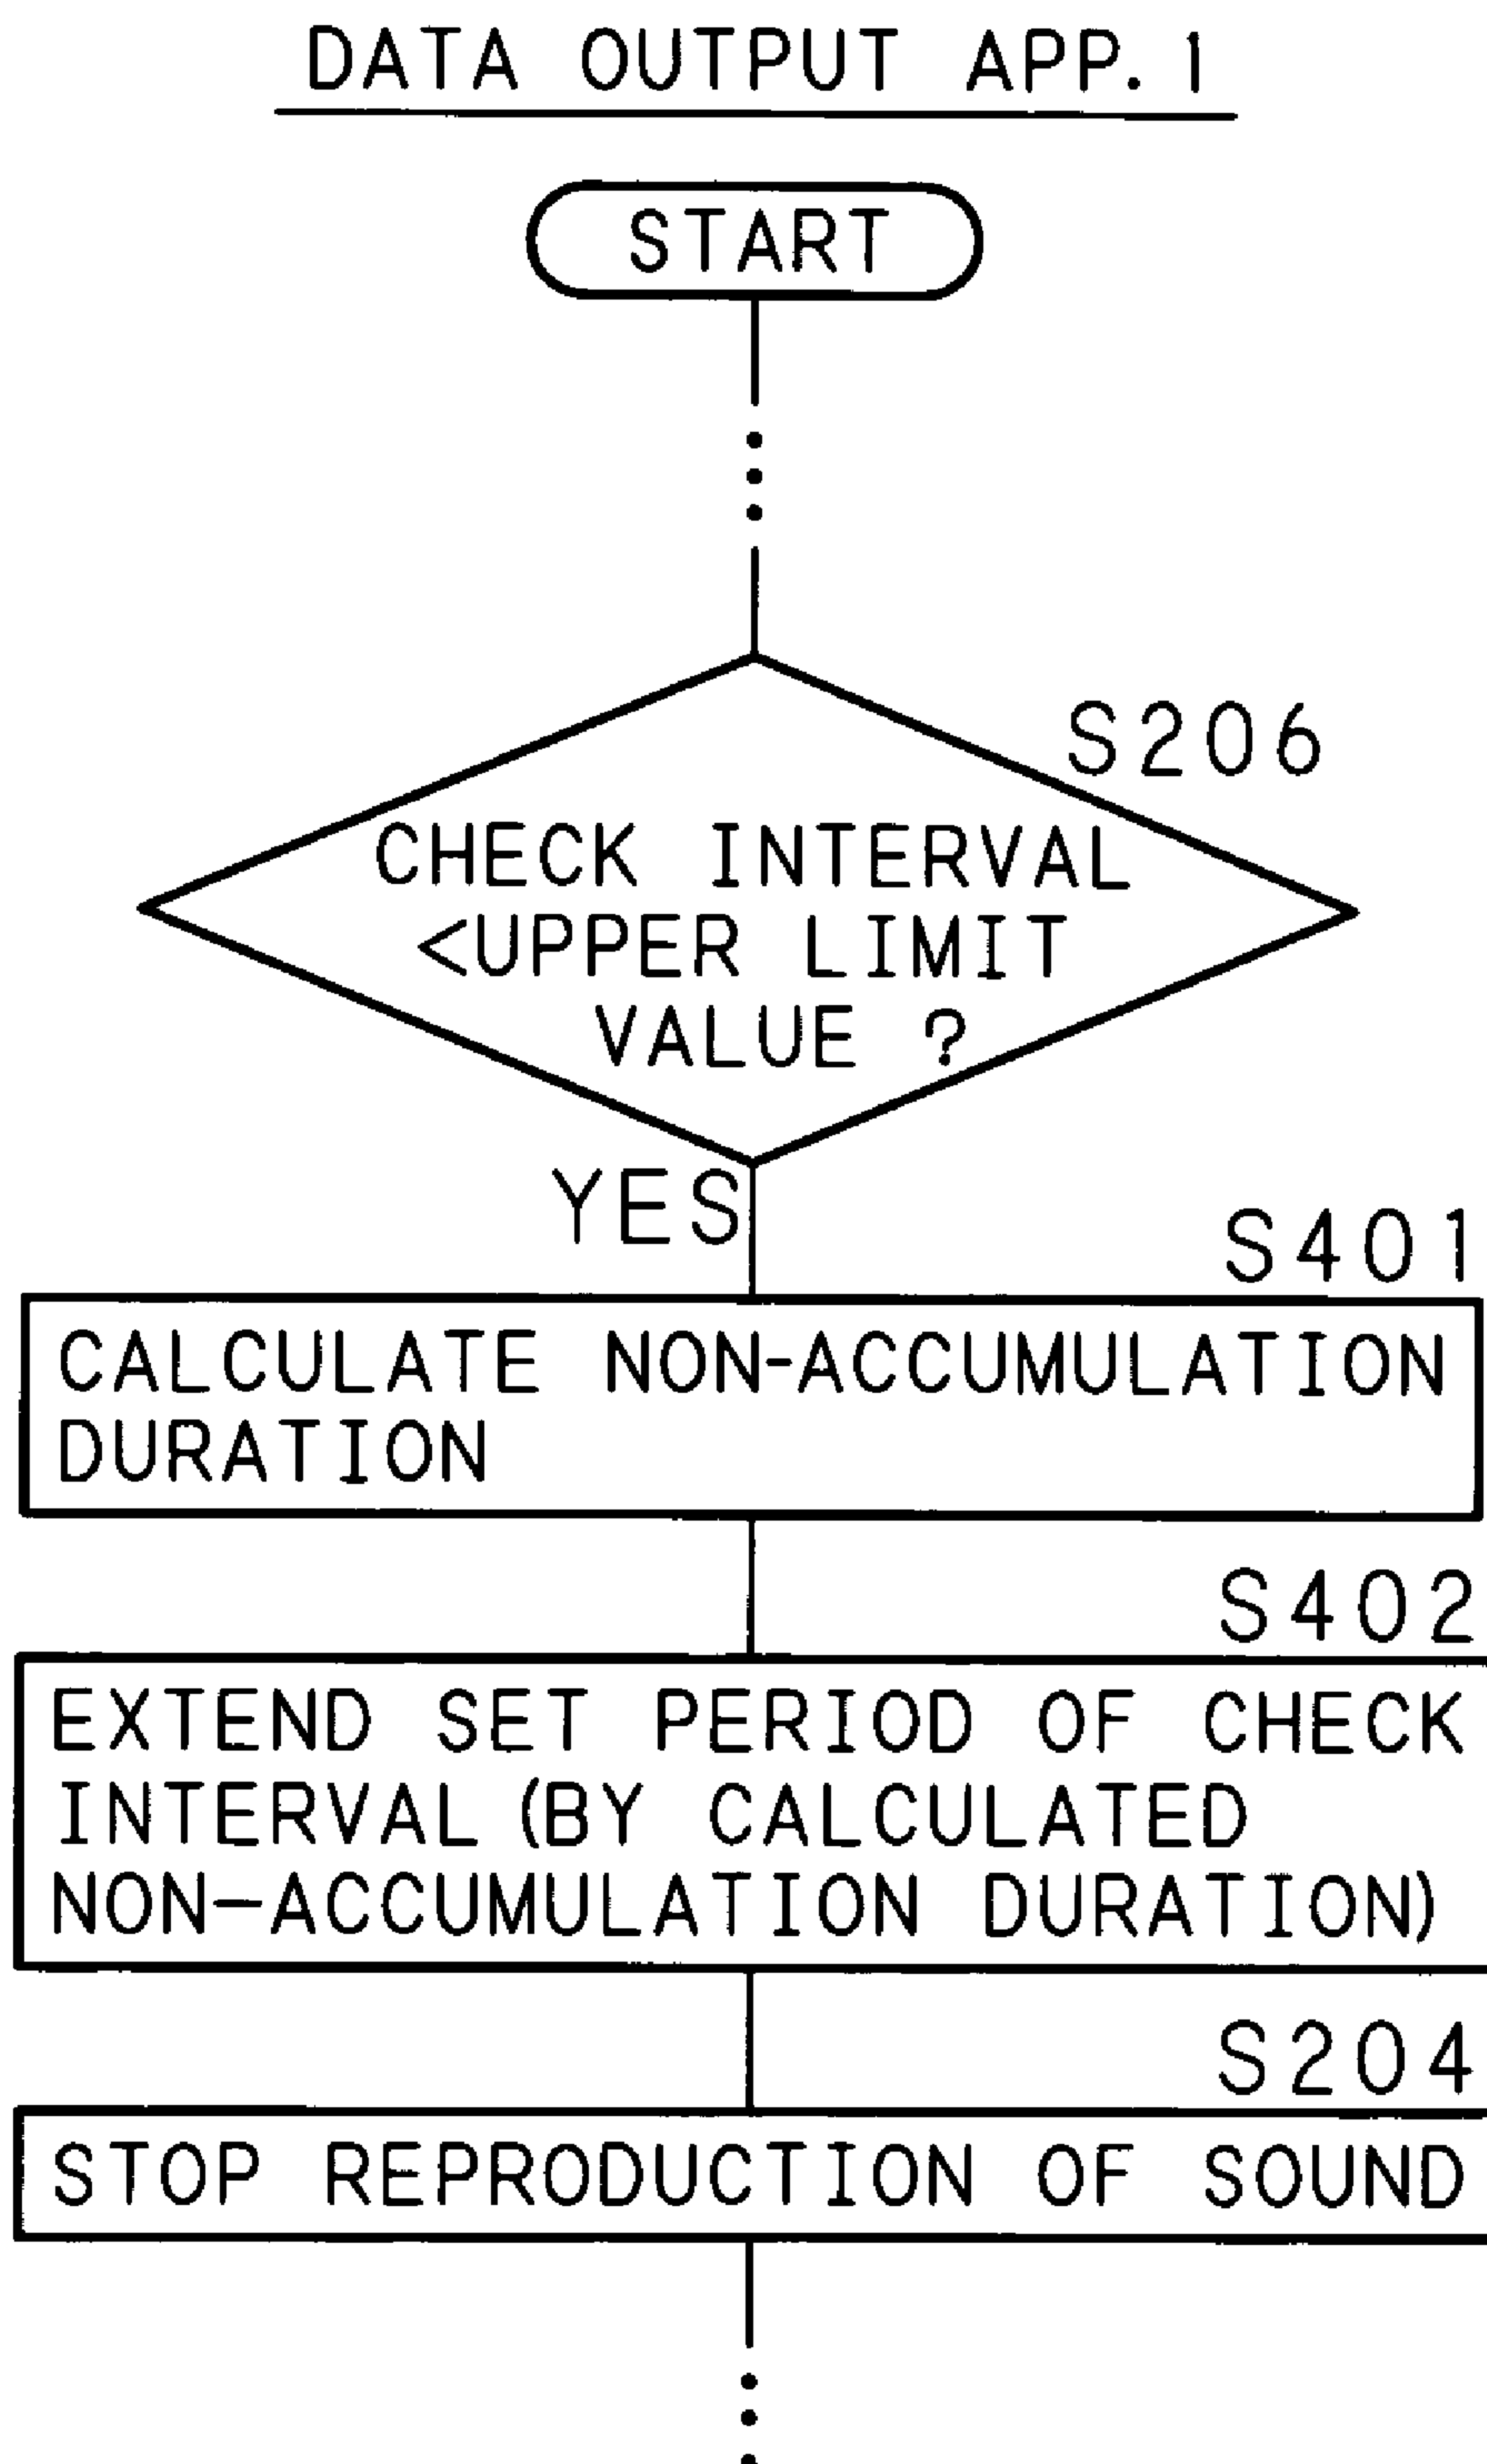 DATA OUTPUT APP. 1
START
S206
CHECK INTERVAL
<UPPER LIMIT
VALUE ?
YES
S401
CALCULATE NON-ACCUMULATION
DURATION
S402
EXTEND SET PERIOD OF CHECK
INTERVAL (BY CALCULATED
NON-ACCUMULATION DURATION)
S204
STOP REPRODUCTION OF SOUND